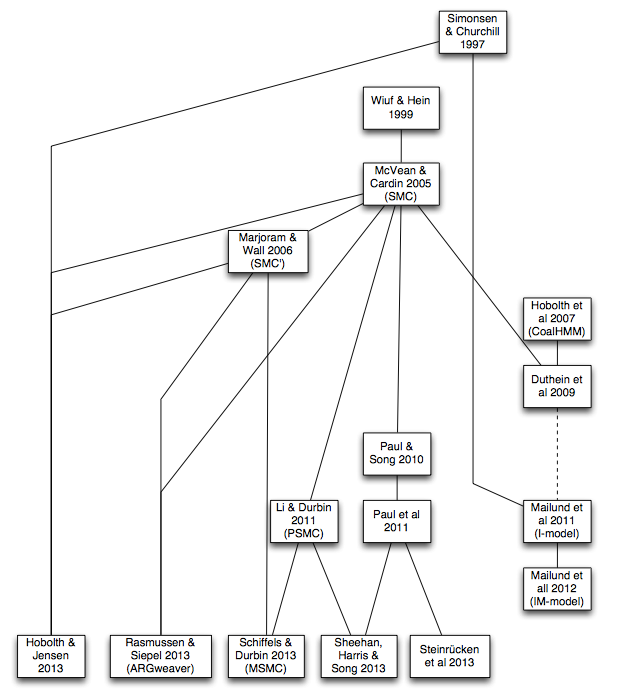 Simonsen
& Churchill
1997
Wiuf & Hein
1999
McVean &
Cardin 2005
(SMC)
Marjoram &
Wall 2006
(SMC')
Hobolth et
al 2007
(CoalHMM)
Duthein et
al 2009
Paul &
Song 2010
Li & Durbin
2011
(PSMC)
Paul et al
2011
Mailund et
al 2011
(I-model)
Mailund et
all 2012
(IM-model)
Hobolth &
Jensen
2013
Rasmussen &
Siepel 2013
(ARGweaver)
Schiffels &
Durbin 2013
(MSMC)
Sheehan,
Harris &
Song 2013
Steinrücken
et al 2013